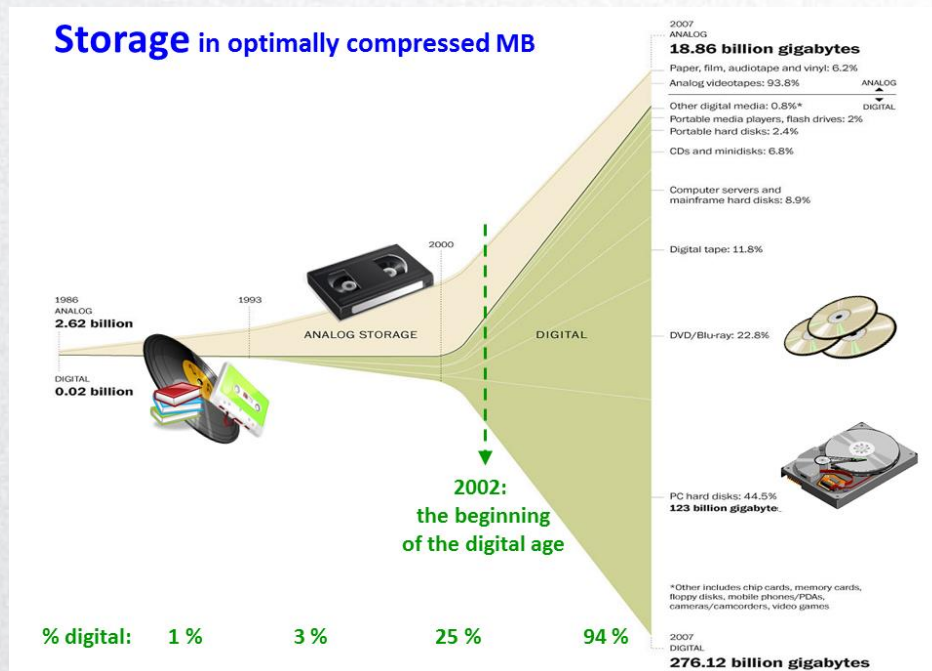 Storage in optimally compressed MB
2007
ANALOG
18.86 billion gigabytes
Paper, film, audiotape and vinyl: 6.2%
Analog videotapes: 93.8%
ANALOG
DIGITAL
Other digital media: 0.8%*
Portable media players, flash drives: 2%
Portable hard disks: 2.4%
CDs and minidisks: 6.8%
Computer servers and
mainframe hard disks: 8.9%
Digital tape: 11.8%
2000
1993
1986
ANALOG
2.62 billion
ANALOG STORAGE
DIGITAL
DVD/Blu-ray: 22.8%
DIGITAL
0.02 billion
2002:
the beginning
of the digital age
PC hard disks: 44.5%
123 billion gigabyte.
*Other includes chip cards, memory cards,
floppy disks, mobile phones/PDAs,
cameras/camcorders, video games
% digital: 1 % 3 % 25 % 94 %
2007
DIGITAL
276.12 billion gigabytes